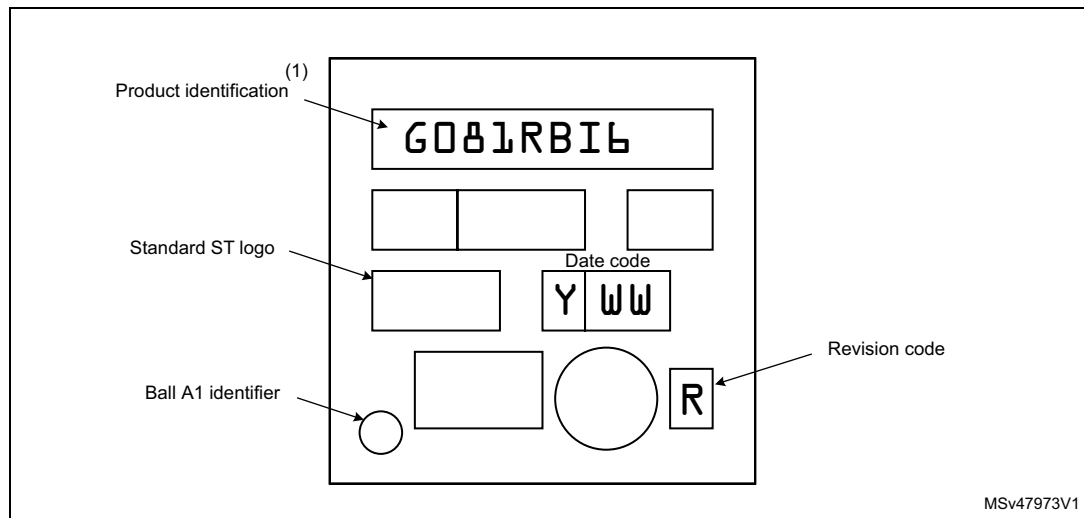 (1)
Product identification
G081RBI6
Standard ST logo
Date code
Y WW
Revision code
Ball A1 identifier
R
MSv47973V1